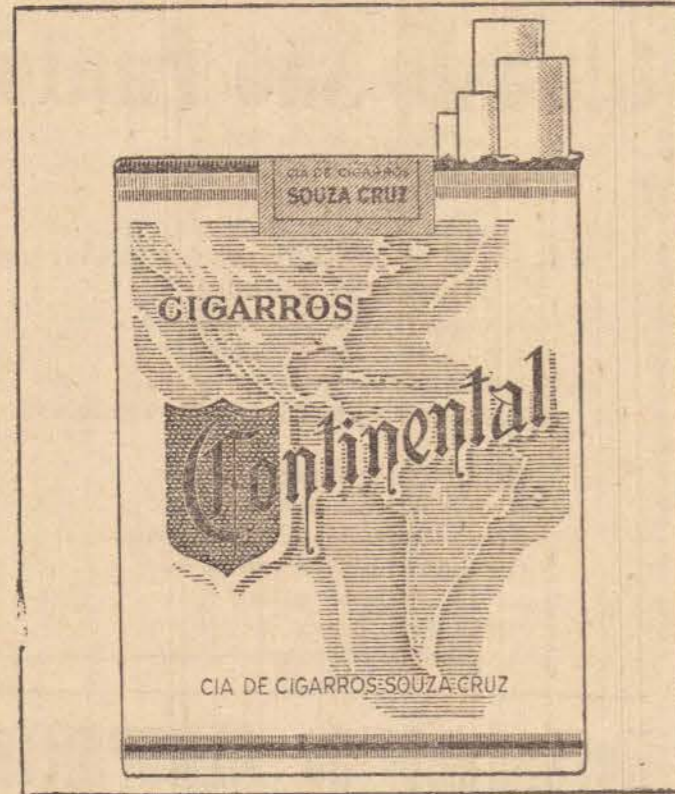 CIA DE CIGARROS
SOUZA CRUZ
CIGARROS
Continental
CIA DE CIGARROS SOUZA CRUZ